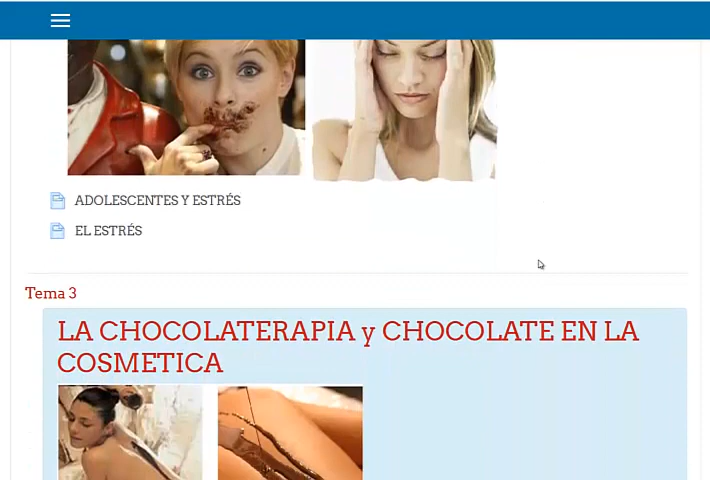 ADOLESCENTES Y ESTRÉS
EL ESTRÉS
Tema 3
LA CHOCOLATERAPIA y CHOCOLATE EN LA
COSMETICA